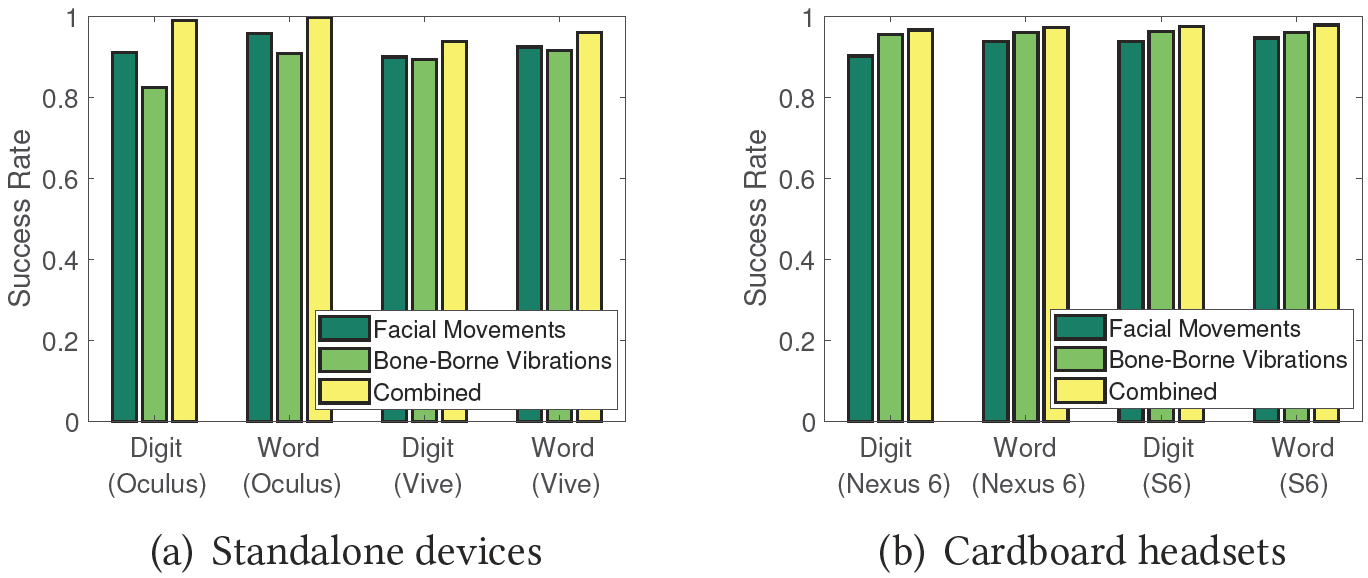 1
0.8
0.6
0.4
0.2
0
Success Rate
Facial Movements
Bone-Borne Vibrations
Combined
Digit (Oculus)
Word (Oculus)
Digit (Vive)
Word (Vive)
(a) Standalone devices
1
0.8
0.6
0.4
0.2
0
Success Rate
Facial Movements
Bone-Borne Vibrations
Combined
Digit (Nexus 6)
Word (Nexus 6)
Digit (S6)
Word (S6)
(b) Cardboard headsets